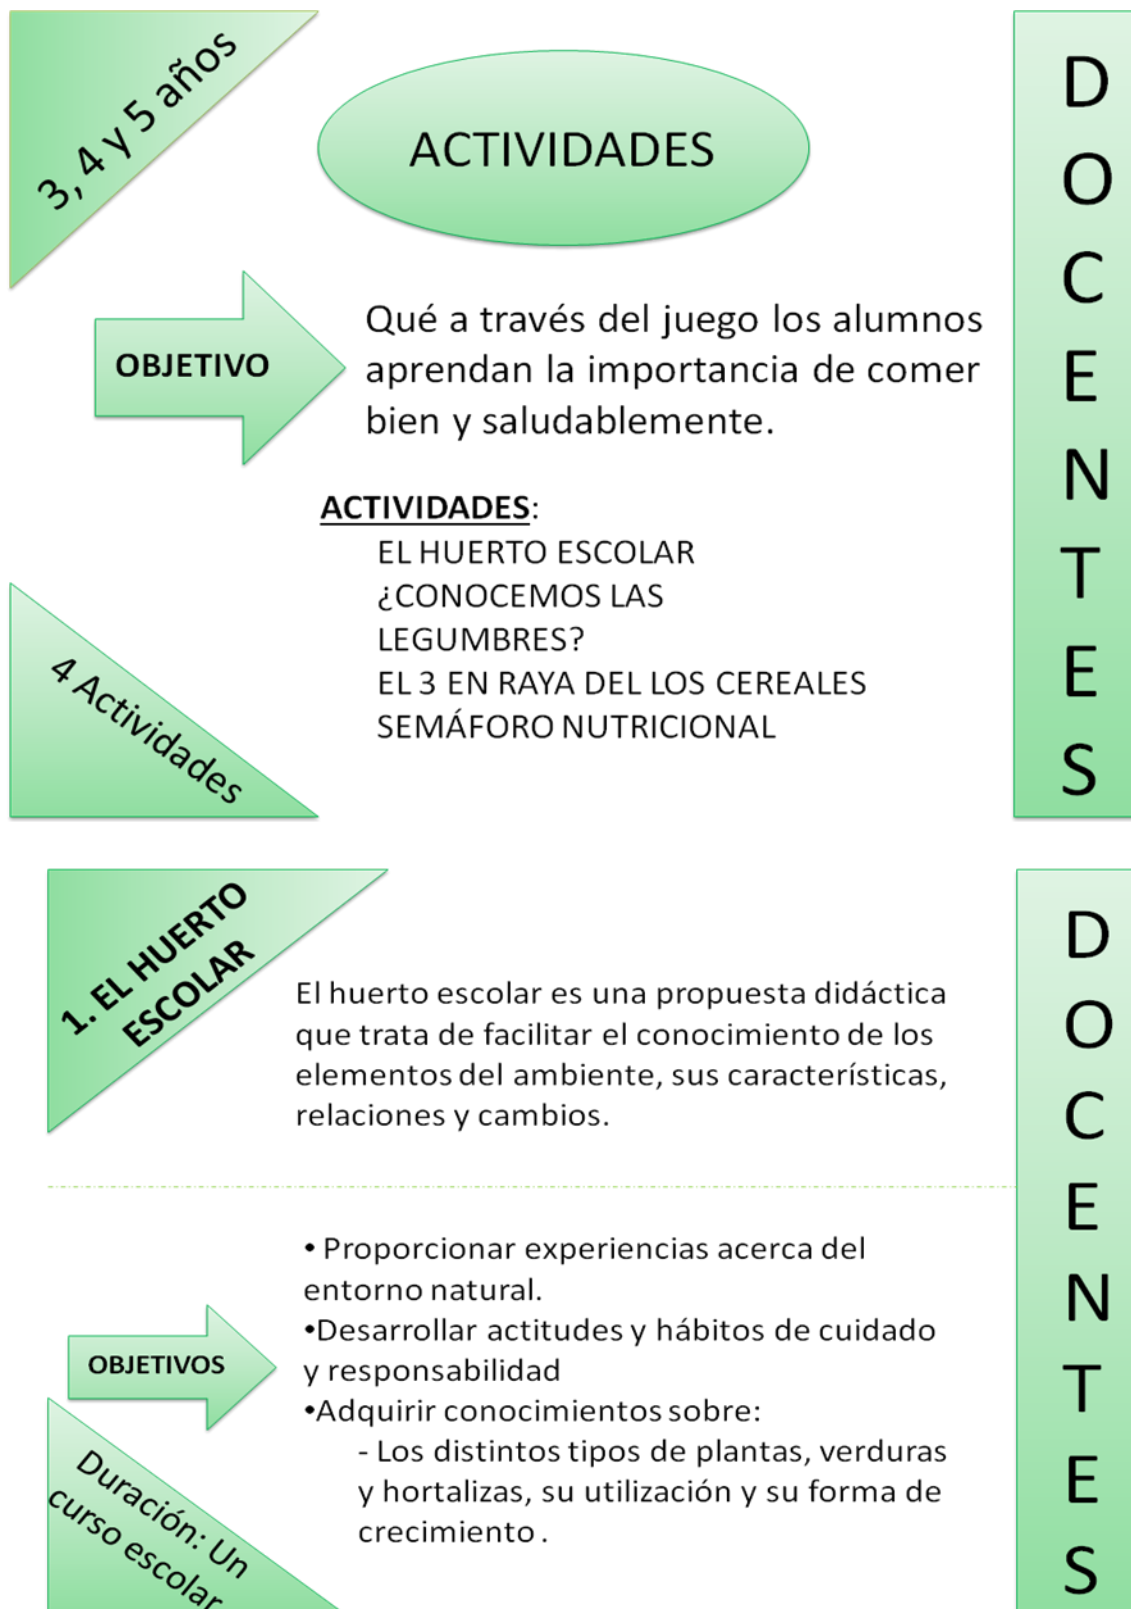 3, 4 y 5 años
ACTIVIDADES
OBJETIVO
Qué a través del juego los alumnos
aprendan la importancia de comer
bien y saludablemente.
ACTIVIDADES:
EL HUERTO ESCOLAR
¿CONOCEMOS LAS
LEGUMBRES?
EL 3 EN RAYA DEL LOS CEREALES
SEMÁFORO NUTRICIONAL
4 Actividades
DOCENTES
1. EL HUERTO
ESCOLAR
El huerto escolar es una propuesta didáctica
que trata de facilitar el conocimiento de los
elementos del ambiente, sus características,
relaciones y cambios.
OBJETIVOS
• Proporcionar experiencias acerca del
entorno natural.
•Desarrollar actitudes y hábitos de cuidado
y responsabilidad
•Adquirir conocimientos sobre:
- Los distintos tipos de plantas, verduras
y hortalizas, su utilización y su forma de
crecimiento .
Duración: Un
curso escolar
DOCENTES